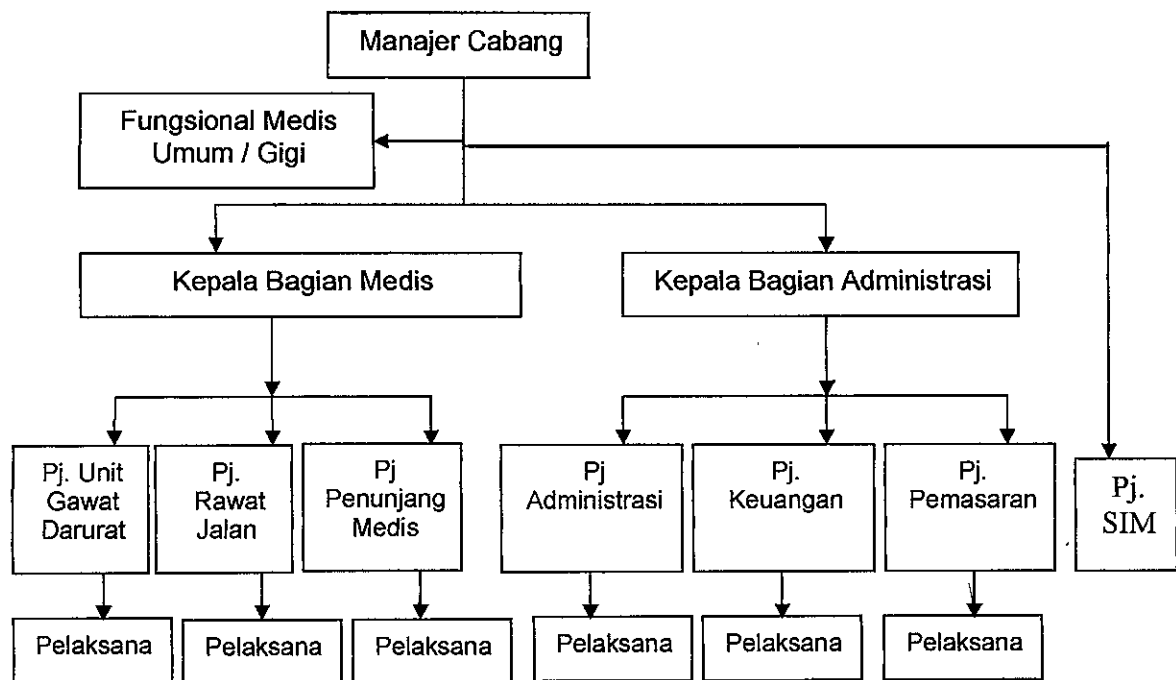 Manajer Cabang
Fungsional Medis
Umum / Gigi
Kepala Bagian Medis
Kepala Bagian Administrasi
Pj. Unit
Gawat
Darurat
Pj.
Rawat
Jalan
Pj
Penunjang
Medis
Pj
Administrasi
Pj.
Keuangan
Pj.
Pemasaran
Pj.
SIM
Pelaksana
Pelaksana
Pelaksana
Pelaksana
Pelaksana
Pelaksana